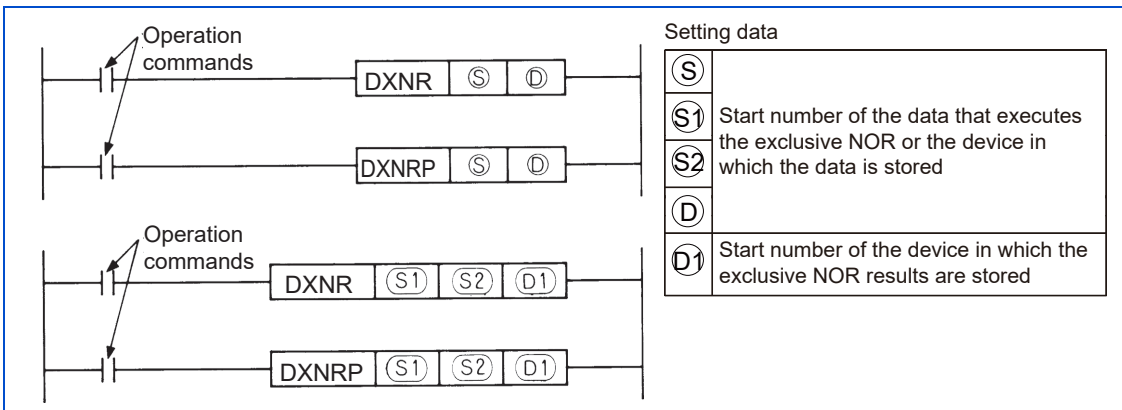 Operation
commands
DXNR S D
DXNRP S D
Operation
commands
DXNR S1 S2 D1
DXNRP S1 S2 D1
Setting data
S
S1
S2
D
Start number of the data that executes
the exclusive NOR or the device in
which the data is stored
D1
Start number of the device in which the
exclusive NOR results are stored